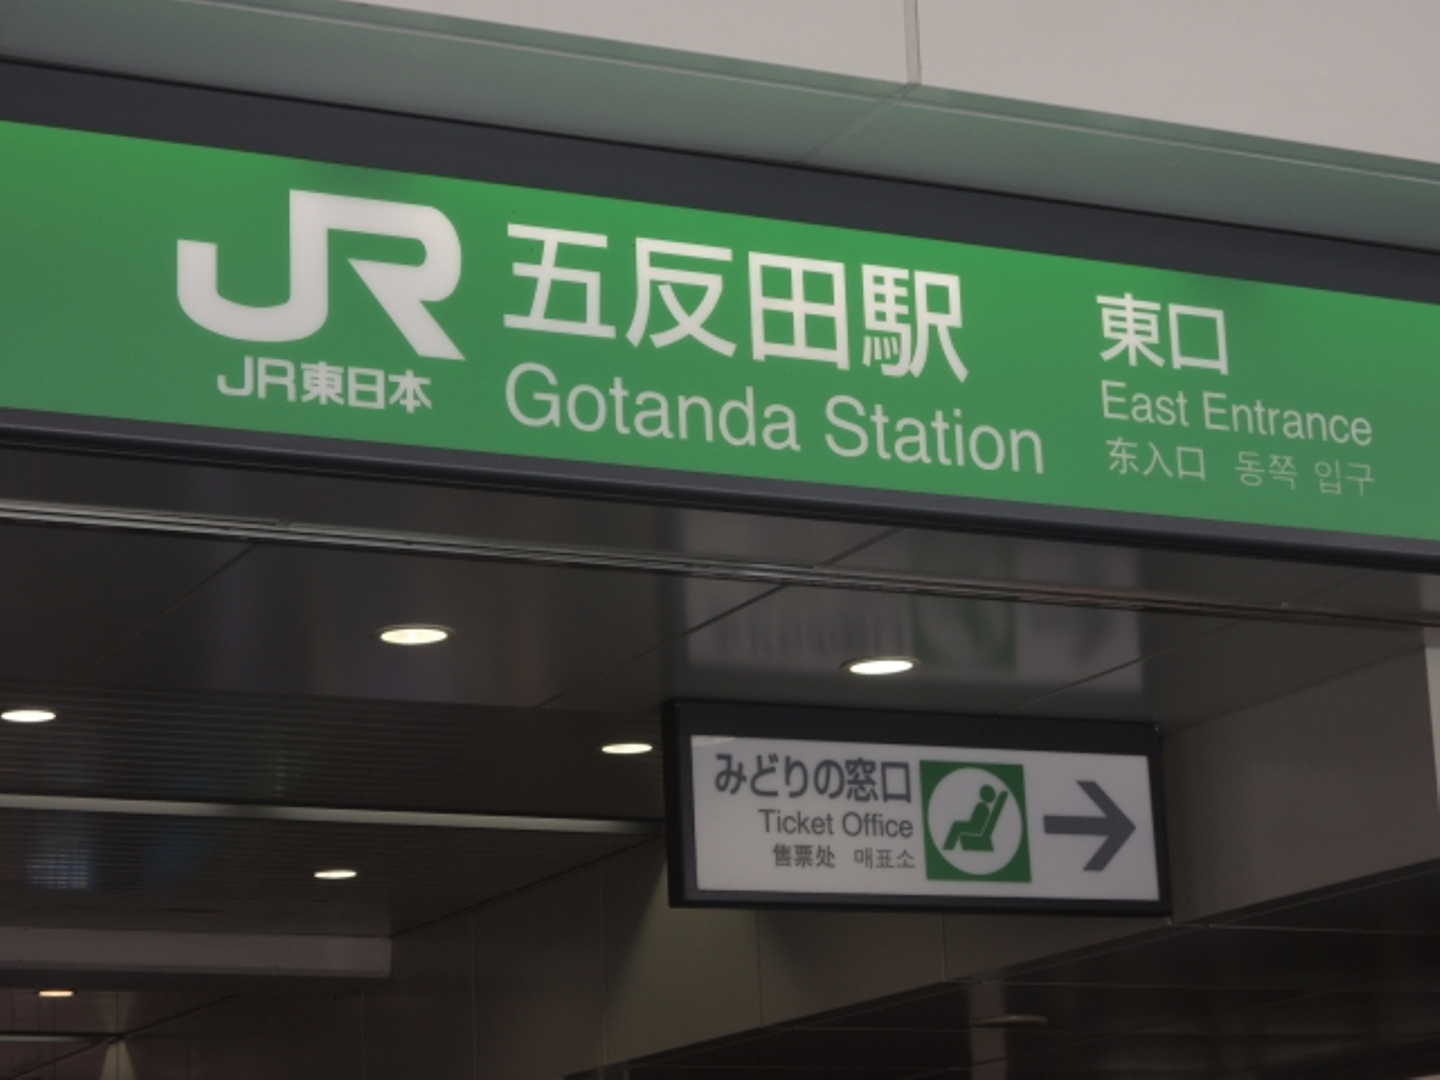 JR
JR東日本
五反田駅
Gotanda Station
東口
East Entrance
东入口 동쪽 입구
みどりの窓口
Ticket Office
售票处 매표소